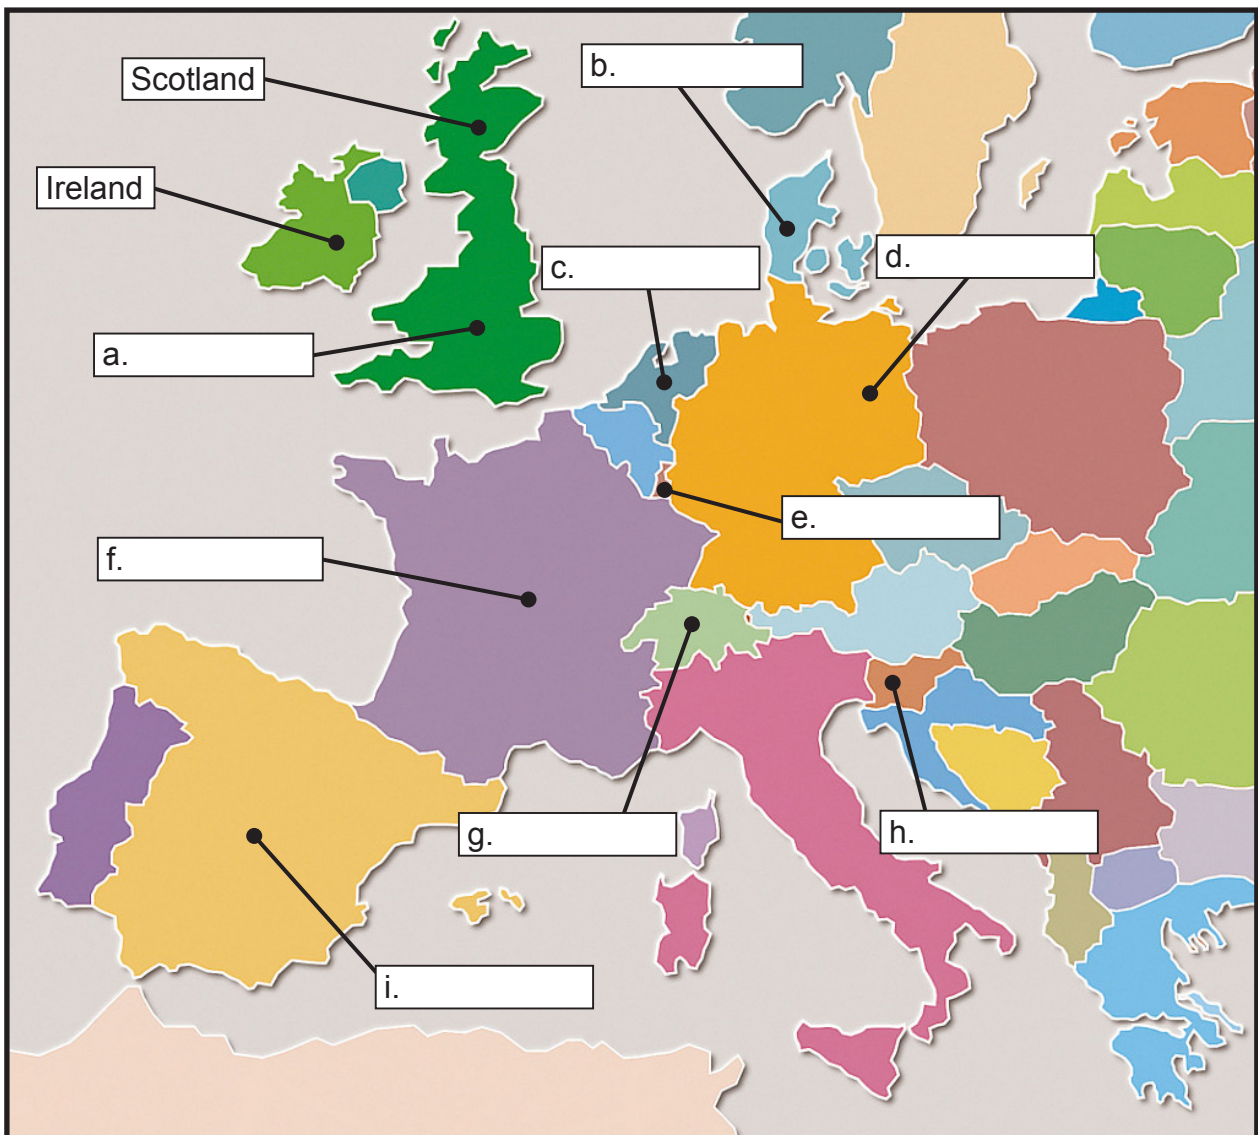 Scotland
b.
Ireland
c.
d.
a.
e.
f.
g.
h.
i.